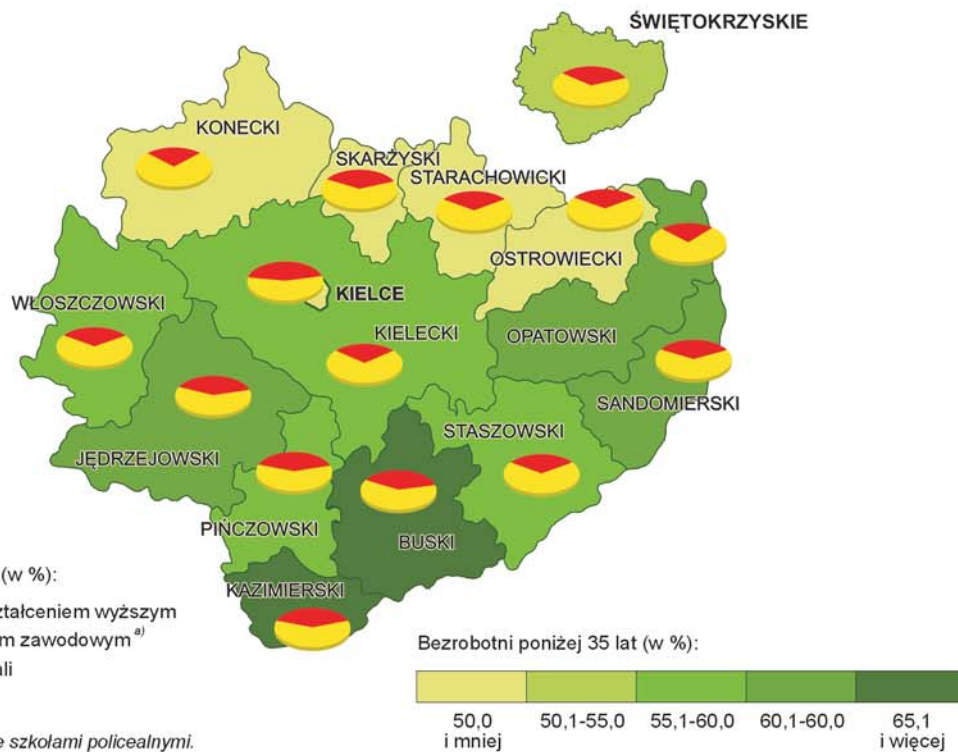 ŚWIĘTOKRZYSKIE
KONECKI
SKARŻYSKI
STARACHOWICKI
OSTROWIECKI
WŁOSZCZOWSKI
KIELCE
KIELECKI
OPATOWSKI
SANDOMIERSKI
STASZOWSKI
JĘDRZEJOWSKI
PIŃCZOWSKI
BUSKI
KAZIMIERSKI
(w %):
ztałceniem wyższym
m zawodowym a)
ali
e szkołami policealnymi.
Bezrobotni poniżej 35 lat (w %):
50,0 50,1-55,0 55,1-60,0 60,1-60,0 65,1
i mniej i więcej